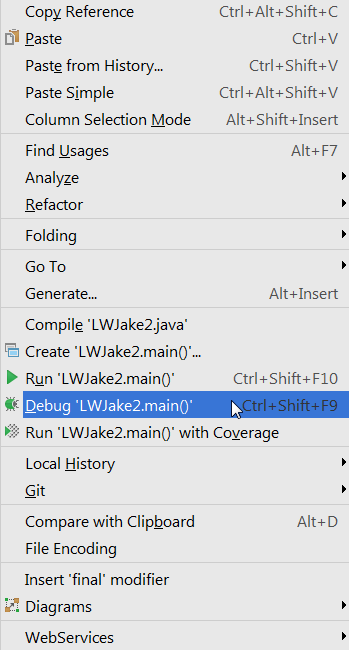 Copy Reference Ctrl+Alt+Shift+C
Paste Ctrl+V
Paste from History... Ctrl+Shift+V
Paste Simple Ctrl+Alt+Shift+V
Column Selection Mode Alt+Shift+Insert
Find Usages Alt+F7
Analyze
Refactor
Folding
Go To
Generate... Alt+Insert
Compile 'LWJake2.java'
Create 'LWJake2.main()'...
Run 'LWJake2.main()' Ctrl+Shift+F10
Debug 'LWJake2.main()' Ctrl+Shift+F9
Run 'LWJake2.main()' with Coverage
Local History
Git
Compare with Clipboard Alt+D
File Encoding
Insert 'final' modifier
Diagrams
WebServices